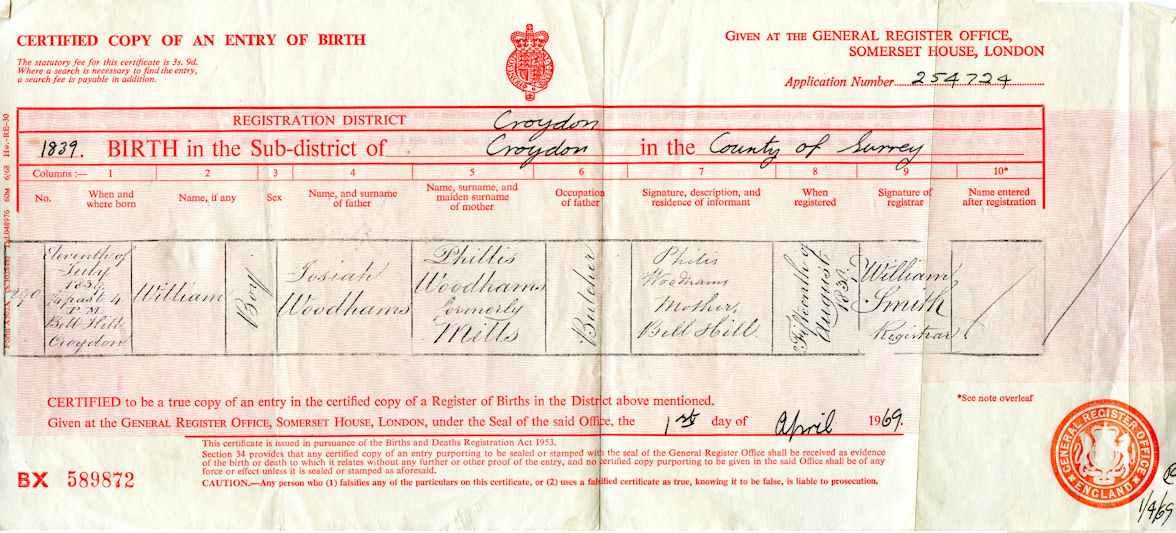 CERTIFIED COPY OF AN ENTRY OF BIRTH
The statutory fee for this certificate is 3s. 9d.
Where a search is necessary to find the entry,
a search fee is payable in addition.
GIVEN AT THE GENERAL REGISTER OFFICE,
SOMERSET HOUSE, LONDON
Application Number 254724
REGISTRATION DISTRICT Croydon
1839. BIRTH in the Sub-district of Croydon in the County of Surrey
Columns :— 1 2 3 4 5 6 7 8 9 10*
No.
When and
where born
Name, if any
Sex
Name, and surname
of father
Name, surname, and
maiden surname
of mother
Occupation
of father
Signature, description, and
residence of informant
When
registered
Signature of
registrar
Name entered
after registration
290
Eleventh of
July
1839
past 4
P.M.
Bell Hill
Croydon
William
Boy
Josiah
Woodhams
Phillis
Woodhams
formerly
Mills
Butcher
Philis
Woodhams
Mother,
Bell Hill
Fifteenth of
August
1839
William
Smith
Registrar
CERTIFIED to be a true copy of an entry in the certified copy of a Register of Births in the District above mentioned.
Given at the GENERAL REGISTER OFFICE, SOMERSET HOUSE, LONDON, under the Seal of the said Office, the 1st day of April 1969.
*See note overleaf
This certificate is issued in pursuance of the Births and Deaths Registration Act 1953.
Section 34 provides that any certified copy of an entry purporting to be sealed or stamped with the seal of the General Register Office shall be received as evidence
of the birth or death to which it relates without any further or other proof of the entry, and no certified copy purporting to be given in the said Office shall be of any
force or effect unless it is sealed or stamped as aforesaid.
CAUTION.—Any person who (1) falsifies any of the particulars on this certificate, or (2) uses a falsified certificate as true, knowing it to be false, is liable to prosecution.
BX 589872
GENERAL REGISTER OFFICE
ENGLAND
1/4/69